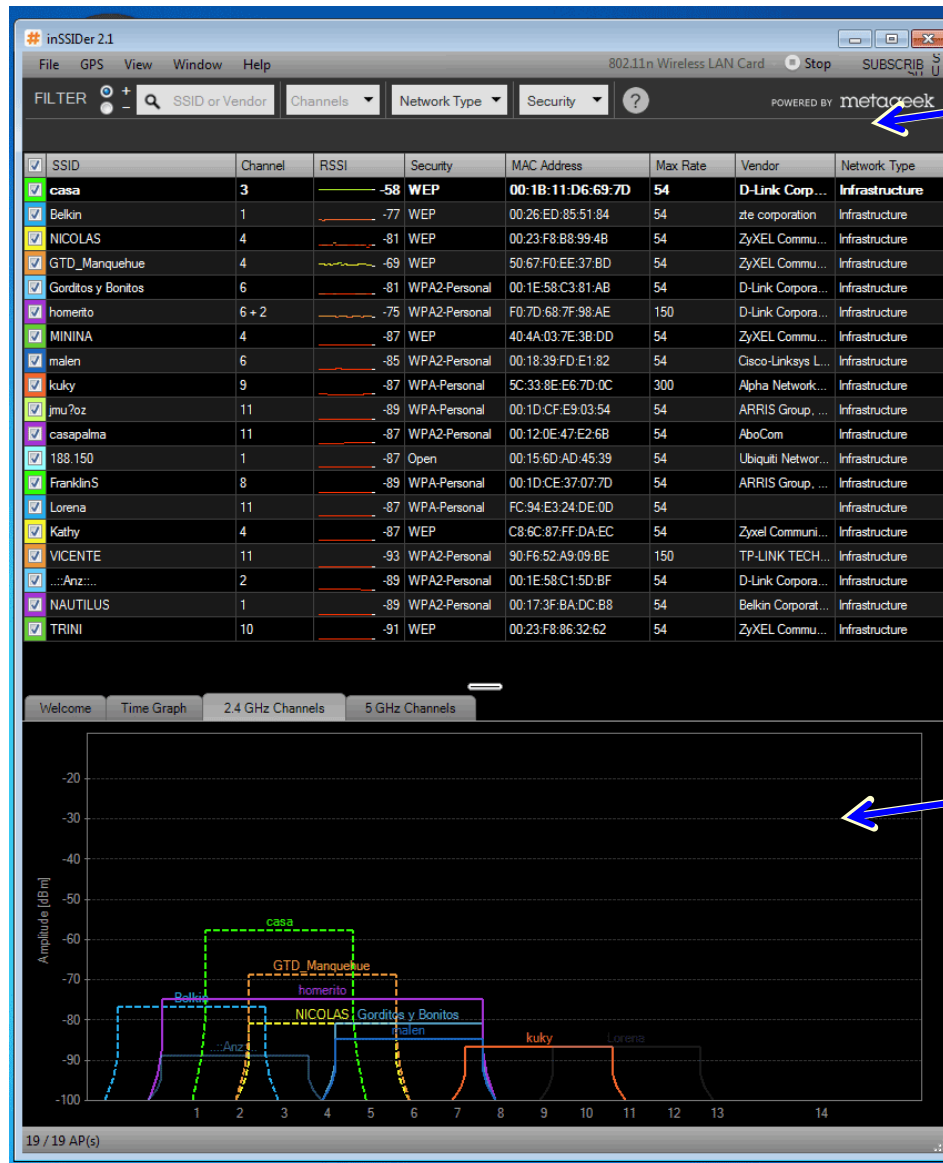 inSSIDer 2.1
File GPS View Window Help 802.11n Wireless LAN Card Stop SUBSCRIB
FILTER + - SSID or Vendor Channels Network Type Security ? POWERED BY metageek
SSID Channel RSSI Security MAC Address Max Rate Vendor Network Type
casa 3 -58 WEP 00:1B:11:D6:69:7D 54 D-Link Corp... Infrastructure
Belkin 1 -77 WEP 00:26:ED:85:51:84 54 zte corporation Infrastructure
NICOLAS 4 -81 WEP 00:23:F8:B8:99:4B 54 ZyXEL Commu... Infrastructure
GTD_Manquehue 4 -69 WEP 50:67:F0:EE:37:BD 54 ZyXEL Commu... Infrastructure
Gorditos y Bonitos 6 -81 WPA2-Personal 00:1E:58:C3:81:AB 54 D-Link Corpora... Infrastructure
homerito 6 + 2 -75 WPA2-Personal F0:7D:68:7F:98:AE 150 D-Link Corpora... Infrastructure
MININA 4 -87 WEP 40:4A:03:7E:3B:DD 54 ZyXEL Commu... Infrastructure
malen 6 -85 WPA2-Personal 00:18:39:FD:E1:82 54 Cisco-Linksys L... Infrastructure
kuky 9 -87 WPA-Personal 5C:33:8E:E6:7D:0C 300 Alpha Network... Infrastructure
jmu?oz 11 -89 WPA-Personal 00:1D:CF:E9:03:54 54 ARRIS Group, ... Infrastructure
casapalma 11 -87 WPA2-Personal 00:12:0E:47:E2:6B 54 AboCom Infrastructure
188.150 1 -87 Open 00:15:6D:AD:45:39 54 Ubiquiti Networ... Infrastructure
FranklinS 8 -89 WPA-Personal 00:1D:CE:37:07:7D 54 ARRIS Group, ... Infrastructure
Lorena 11 -87 WPA-Personal FC:94:E3:24:DE:0D 54 Infrastructure
Kathy 4 -87 WEP C8:6C:87:FF:DA:EC 54 Zyxel Communi... Infrastructure
VICENTE 11 -93 WPA2-Personal 90:F6:52:A9:09:BE 150 TP-LINK TECH... Infrastructure
..::Anz::.. 2 -89 WPA2-Personal 00:1E:58:C1:5D:BF 54 D-Link Corpora... Infrastructure
NAUTILUS 1 -89 WPA2-Personal 00:17:3F:BA:DC:B8 54 Belkin Corporat... Infrastructure
TRINI 10 -91 WEP 00:23:F8:86:32:62 54 ZyXEL Commu... Infrastructure
Welcome Time Graph 2.4 GHz Channels 5 GHz Channels
Amplitude [dBm]
-20
-30
-40
-50
casa
-60
GTD_Manquehue
-70
homerito
Belkin
NICOLAS Gorditos y Bonitos
-80
malen
kuky Lorena
..::Anz::..
-90
-100
1 2 3 4 5 6 7 8 9 10 11 12 13 14
19 / 19 AP(s)